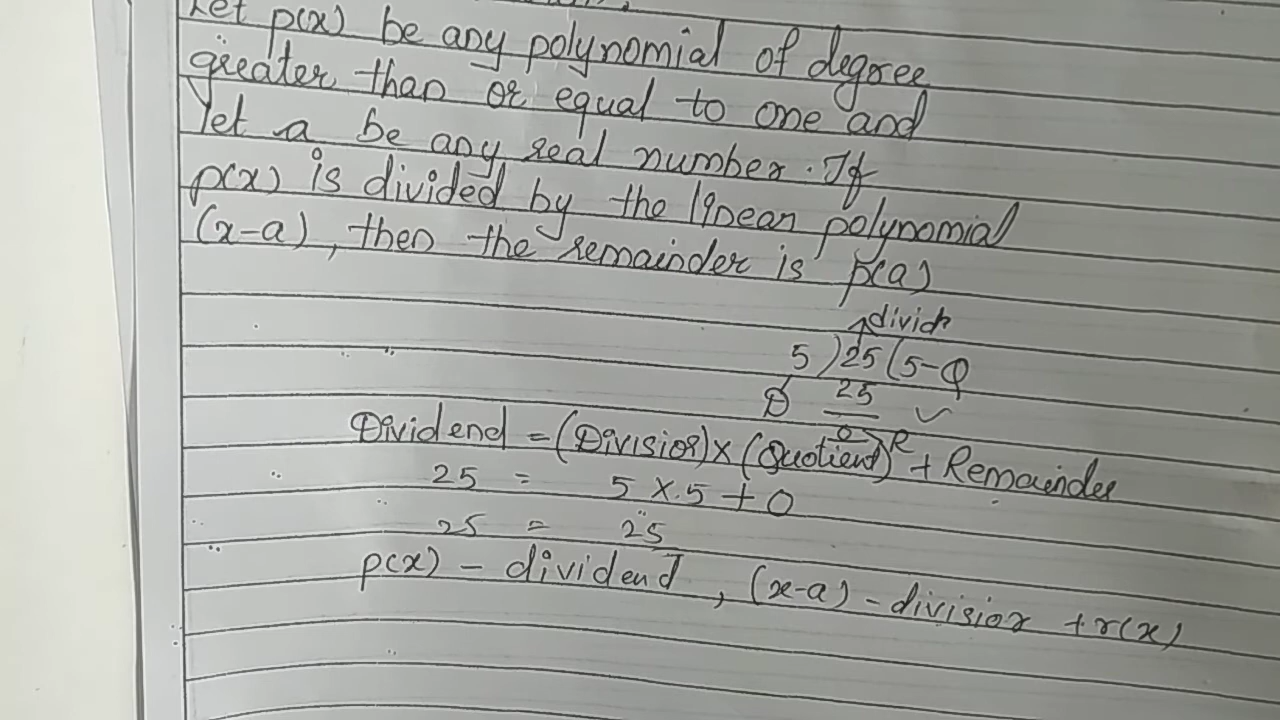 Let p(x) be any polynomial of degree
greater than or equal to one and
let a be any real number. If
p(x) is divided by the linear polynomial
(x-a), then the remainder is p(a)
divide
5 ) 25 ( 5-Q
D 25
0 R
Dividend = (Divisior) x (Quotient) + Remainder
25 = 5 x 5 + 0
25 = 25
p(x) - dividend, (x-a) - divisior + r(x)